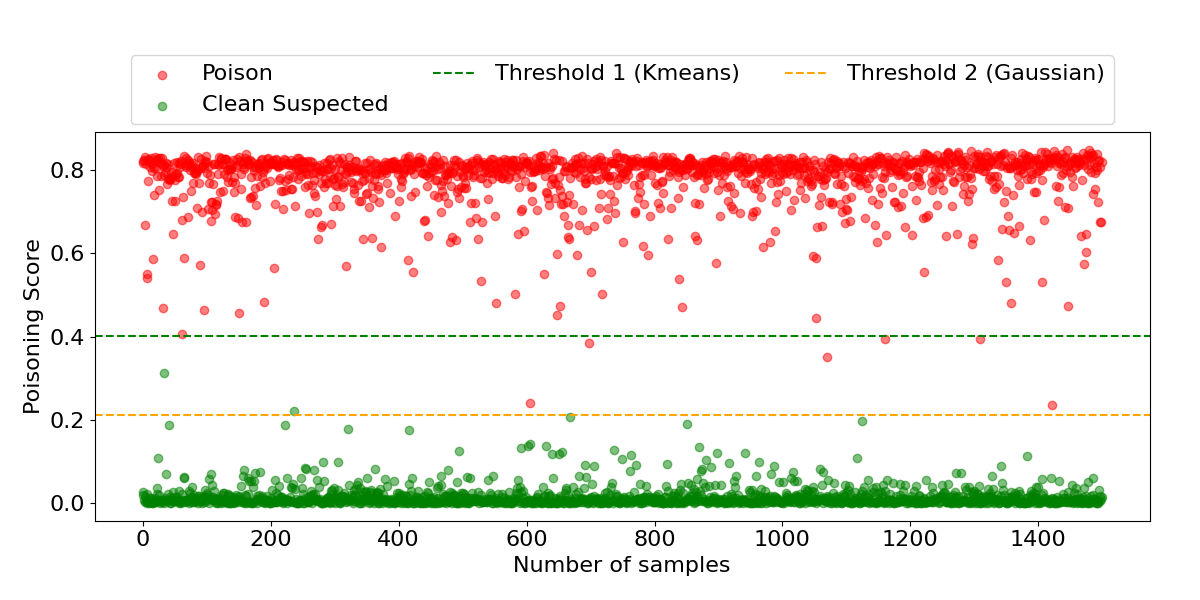 Poison
Clean Suspected
Threshold 1 (Kmeans)
Threshold 2 (Gaussian)
Poisoning Score
0.8
0.6
0.4
0.2
0.0
0 200 400 600 800 1000 1200 1400
Number of samples